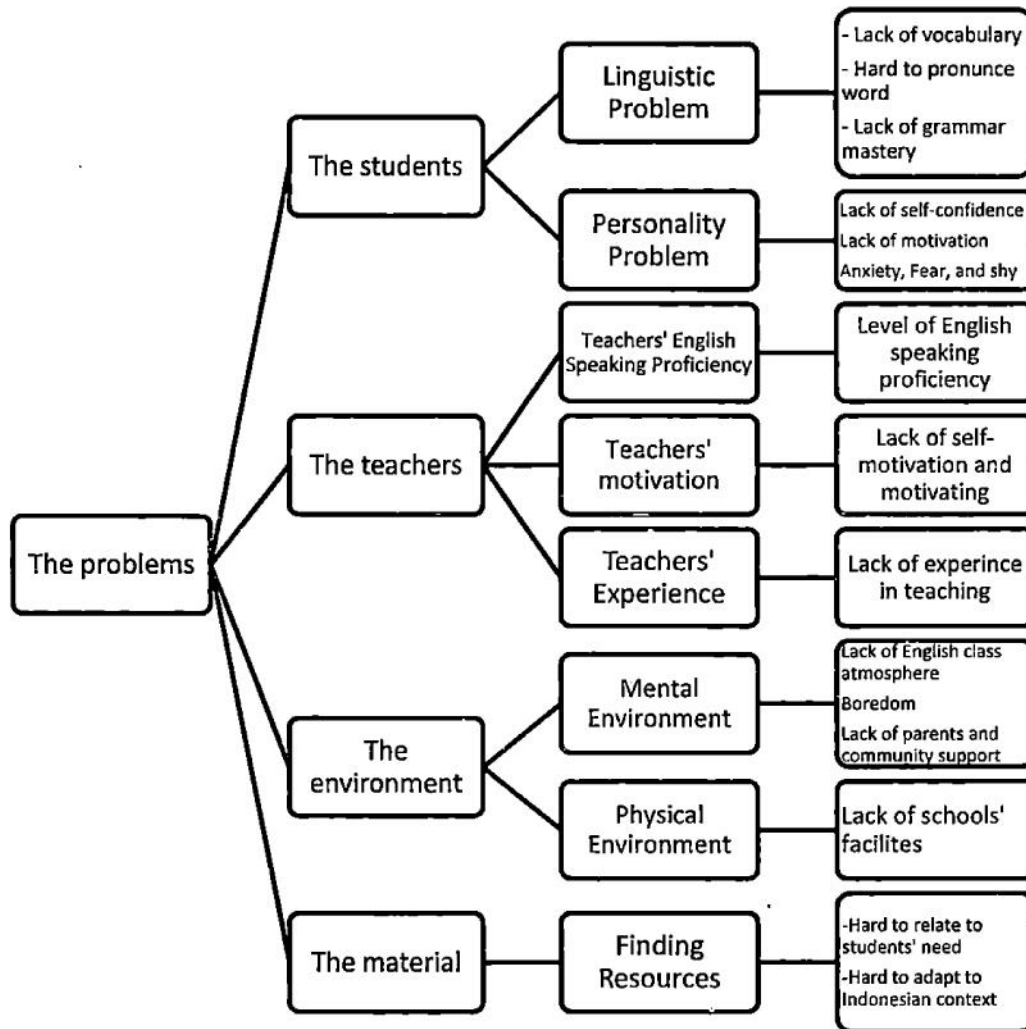 The problems
The students
Linguistic
Problem
- Lack of vocabulary
- Hard to pronunce
word
- Lack of grammar
mastery
Personality
Problem
Lack of self-confidence
Lack of motivation
Anxiety, Fear, and shy
The teachers
Teachers' English
Speaking Proficiency
Level of English
speaking
proficiency
Teachers'
motivation
Lack of self-
motivation and
motivating
Teachers'
Experience
Lack of experince
in teaching
The
environment
Mental
Environment
Lack of English class
atmosphere
Boredom
Lack of parents and
community support
Physical
Environment
Lack of schools'
facilites
The material
Finding
Resources
-Hard to relate to
students' need
-Hard to adapt to
Indonesian context